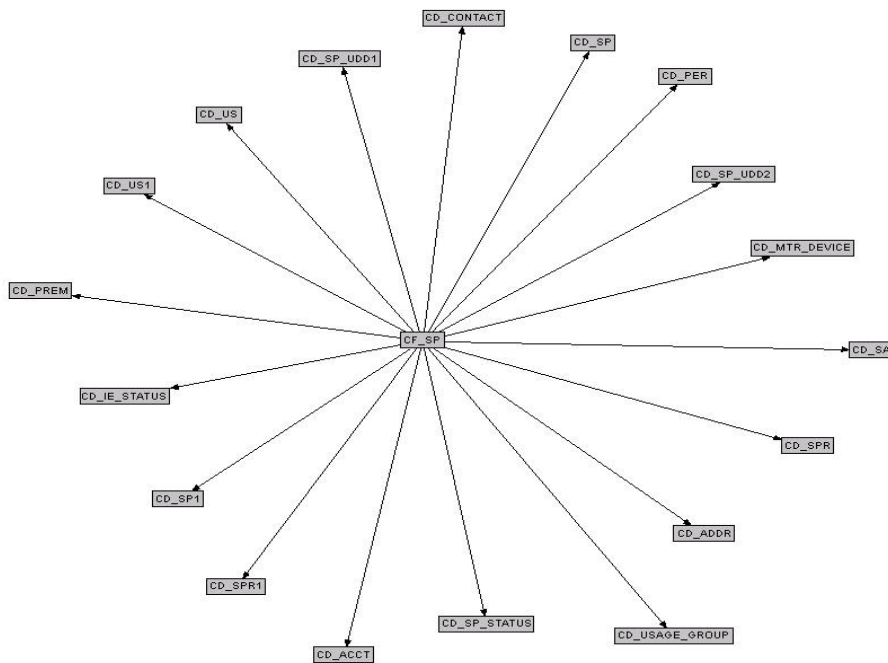 CD_CONTACT
CD_SP
CD_SP_UDD1
CD_PER
CD_US
CD_SP_UDD2
CD_US1
CD_MTR_DEVICE
CD_PREM
CF_SP
CD_SA
CD_IE_STATUS
CD_SPR
CD_SP1
CD_ADDR
CD_SPR1
CD_SP_STATUS
CD_USAGE_GROUP
CD_ACCT